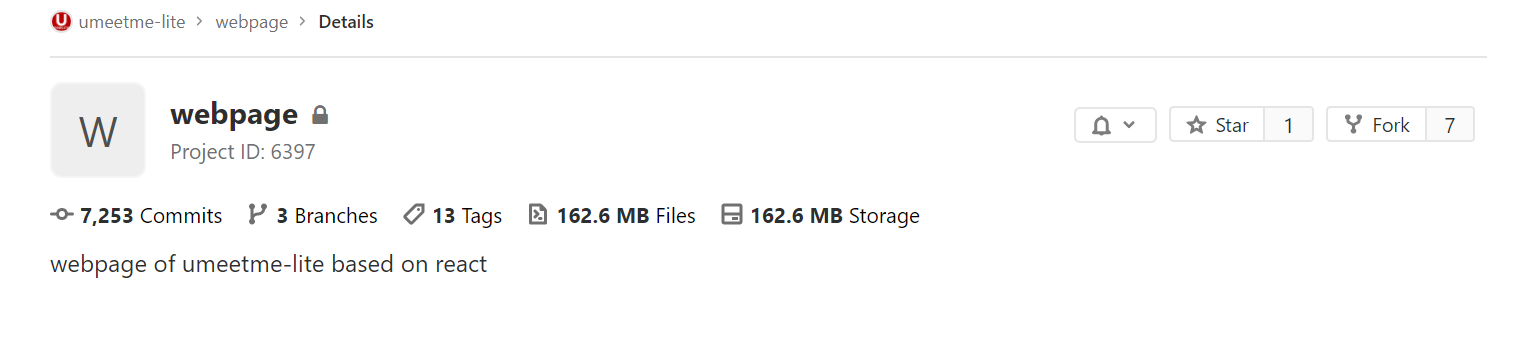 umeetme-lite > webpage > Details
W
webpage
Project ID: 6397
Star 1 Fork 7
7,253 Commits 3 Branches 13 Tags 162.6 MB Files 162.6 MB Storage
webpage of umeetme-lite based on react